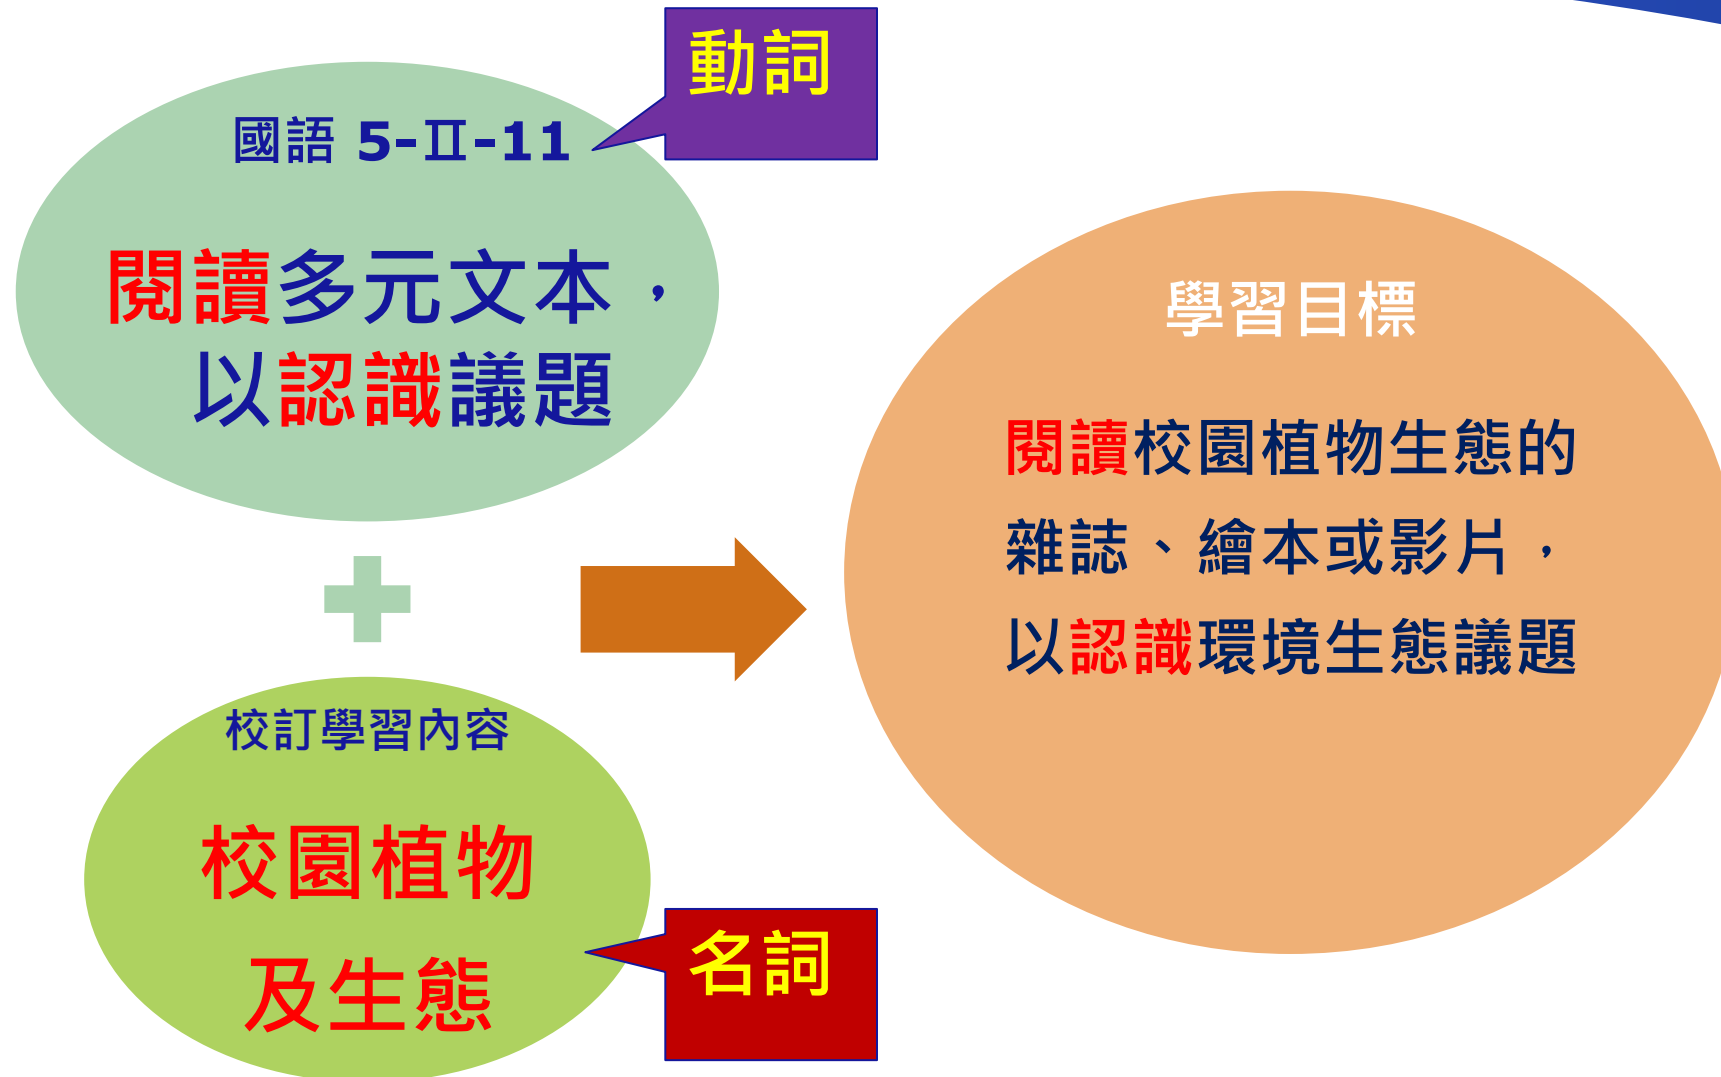 動詞
國語 5-II-11
閱讀多元文本，
以認識議題
校訂學習內容
校園植物
及生態
名詞
學習目標
閱讀校園植物生態的
雜誌、繪本或影片，
以認識環境生態議題